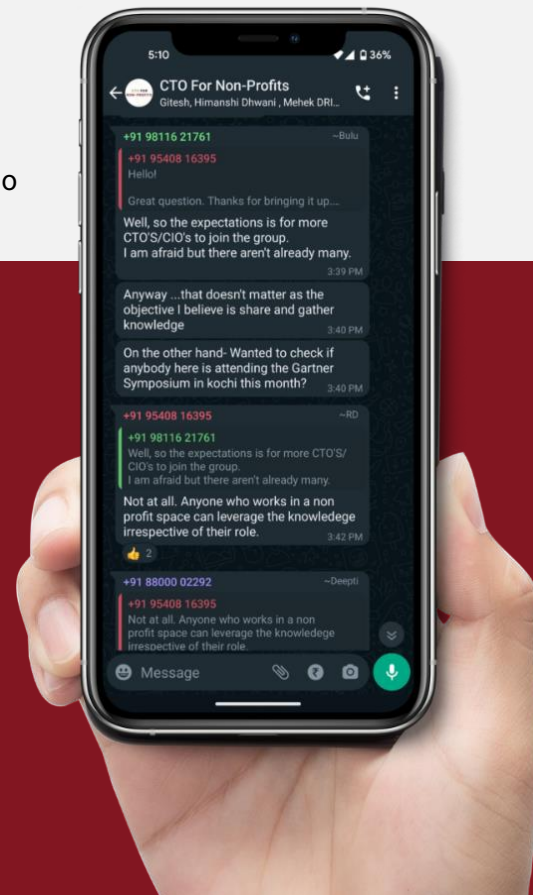 o
5:10
36%
CTO For Non-Profits
Gitesh, Himanshi Dhwani , Mehek DRI...
+91 98116 21761 ~Bulu
+91 95408 16395
Hello!
Great question. Thanks for bringing it up....
Well, so the expectations is for more
CTO'S/CIO's to join the group.
I am afraid but there aren't already many.
3:39 PM
Anyway ...that doesn't matter as the
objective I believe is share and gather
knowledge
3:40 PM
On the other hand- Wanted to check if
anybody here is attending the Gartner
Symposium in kochi this month?
3:40 PM
+91 95408 16395 ~RD
+91 98116 21761
Well, so the expectations is for more CTO'S/
CIO's to join the group.
I am afraid but there aren't already many.
Not at all. Anyone who works in a non
profit space can leverage the knowledege
irrespective of their role.
3:42 PM
2
+91 88000 02292 ~Deepti
+91 95408 16395
Not at all. Anyone who works in a non
profit space can leverage the knowledege
irrespective of their role.
Message